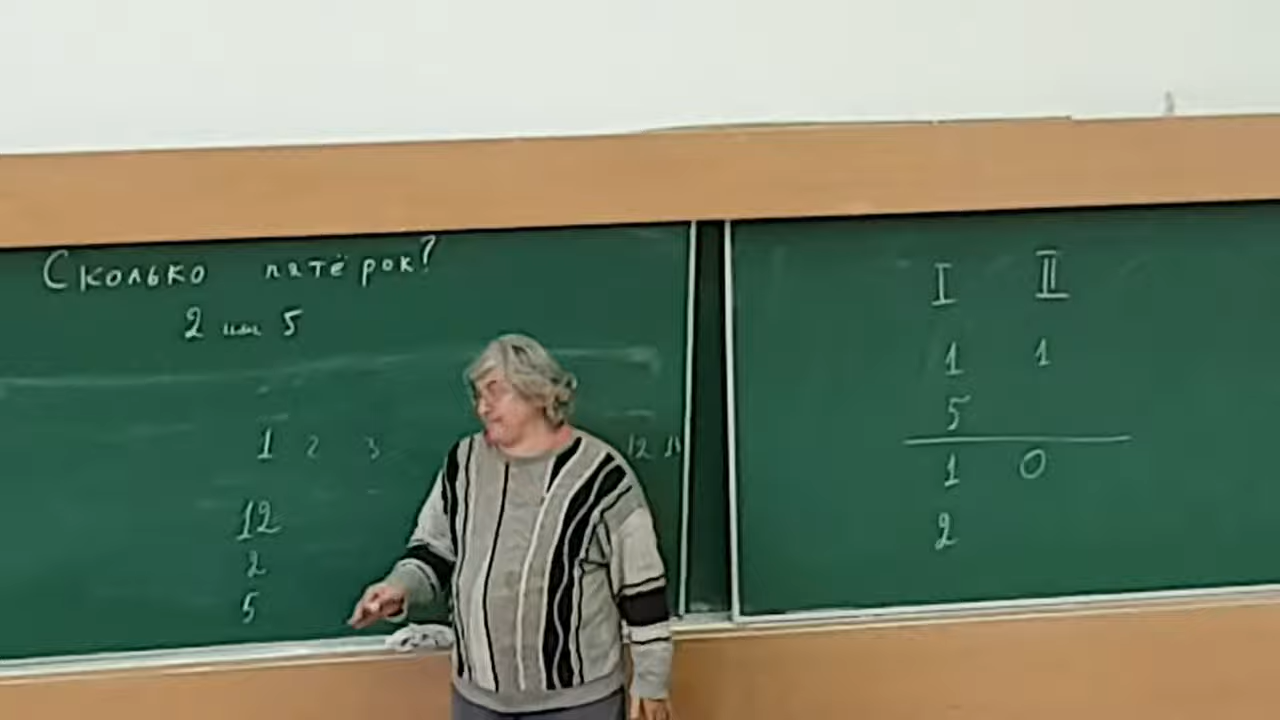 Сколько пятёрок?
2 или 5
1 2 3 12 13
12
2
5
I II
1 1
5
1 0
2